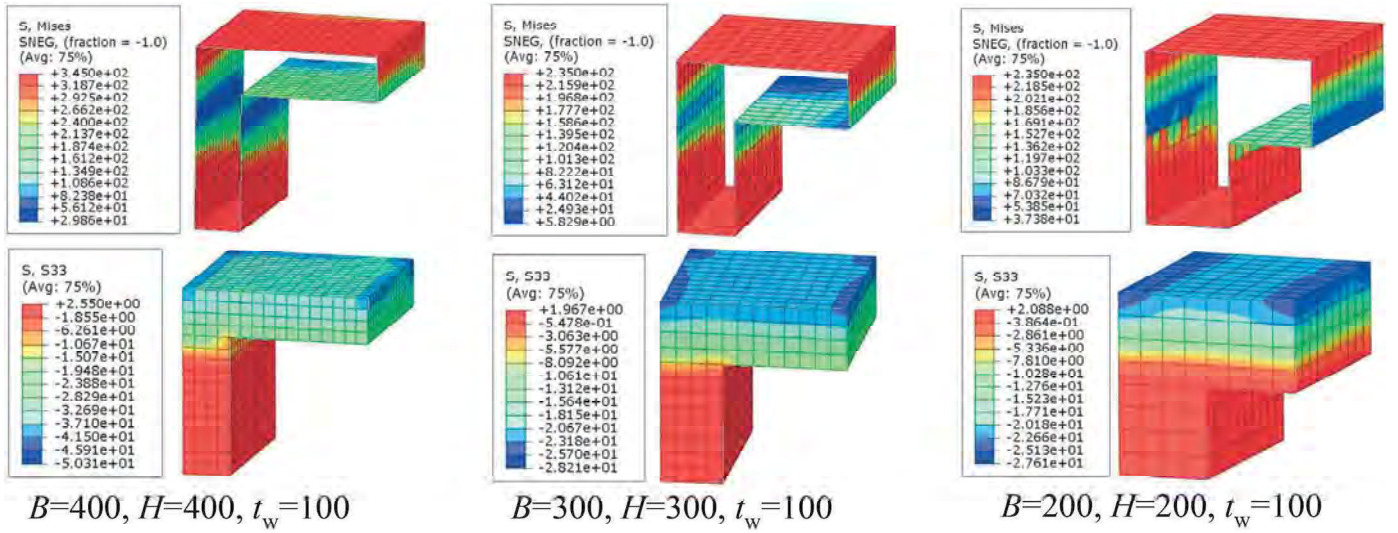 S, Mises
SNEG, (fraction = -1.0)
(Avg: 75%)
+3.450e+02
+3.187e+02
+2.925e+02
+2.662e+02
+2.400e+02
+2.137e+02
+1.874e+02
+1.612e+02
+1.349e+02
+1.086e+02
+8.238e+01
+5.612e+01
+2.986e+01
S, Mises
SNEG, (fraction = -1.0)
(Avg: 75%)
+2.350e+02
+2.159e+02
+1.968e+02
+1.777e+02
+1.586e+02
+1.395e+02
+1.204e+02
+1.013e+02
+8.222e+01
+6.312e+01
+4.402e+01
+2.493e+01
+5.829e+00
S, Mises
SNEG, (fraction = -1.0)
(Avg: 75%)
+2.350e+02
+2.185e+02
+2.021e+02
+1.856e+02
+1.691e+02
+1.527e+02
+1.362e+02
+1.197e+02
+1.033e+02
+8.679e+01
+7.032e+01
+5.385e+01
+3.738e+01
S, S33
(Avg: 75%)
+2.550e+00
-1.855e+00
-6.261e+00
-1.067e+01
-1.507e+01
-1.948e+01
-2.388e+01
-2.829e+01
-3.269e+01
-3.710e+01
-4.150e+01
-4.591e+01
-5.031e+01
S, S33
(Avg: 75%)
+1.967e+00
-5.478e-01
-3.063e+00
-5.577e+00
-8.092e+00
-1.061e+01
-1.312e+01
-1.564e+01
-1.815e+01
-2.067e+01
-2.318e+01
-2.570e+01
-2.821e+01
S, S33
(Avg: 75%)
+2.088e+00
-3.864e-01
-2.861e+00
-5.336e+00
-7.810e+00
-1.028e+01
-1.276e+01
-1.523e+01
-1.771e+01
-2.018e+01
-2.266e+01
-2.513e+01
-2.761e+01
B=400, H=400, tw=100
B=300, H=300, tw=100
B=200, H=200, tw=100